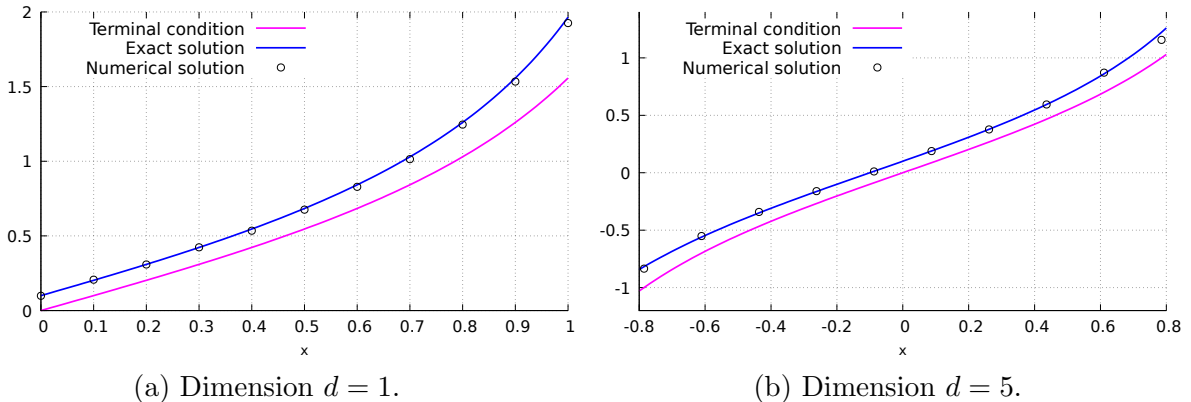 2
1.5
1
0.5
0
Terminal condition
Exact solution
Numerical solution
0 0.1 0.2 0.3 0.4 0.5 0.6 0.7 0.8 0.9 1
x
(a) Dimension d = 1.
1
0.5
0
-0.5
-1
Terminal condition
Exact solution
Numerical solution
-0.8 -0.6 -0.4 -0.2 0 0.2 0.4 0.6 0.8
x
(b) Dimension d = 5.